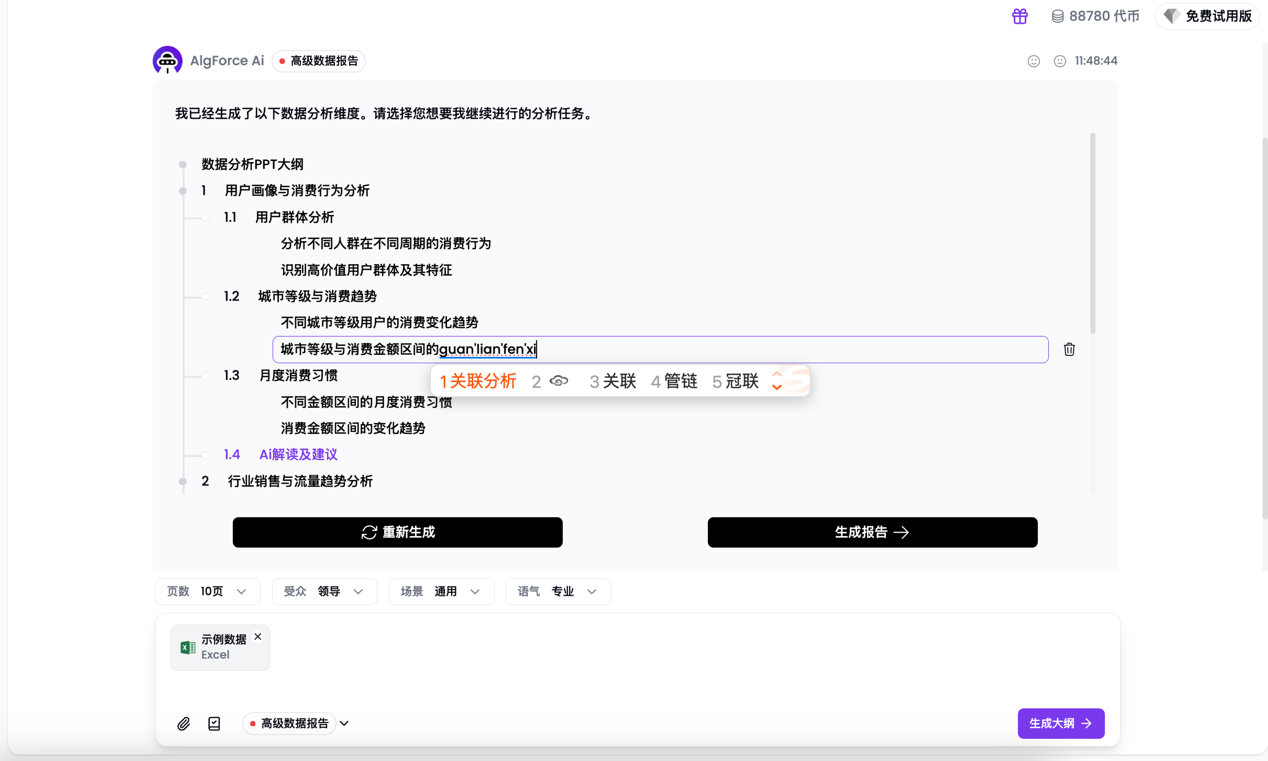 88780 代币 免费试用版
AlgForce Ai 高级数据报告 11:48:44
我已经生成了以下数据分析维度。请选择您想要我继续进行的分析任务。
数据分析PPT大纲
1 用户画像与消费行为分析
1.1 用户群体分析
分析不同人群在不同周期的消费行为
识别高价值用户群体及其特征
1.2 城市等级与消费趋势
不同城市等级用户的消费变化趋势
城市等级与消费金额区间的guan'lian'fen'xi
1.3 月度消费习惯
1关联分析 2 3关联 4管链 5冠联
不同金额区间的月度消费习惯
消费金额区间的变化趋势
1.4 Ai解读及建议
2 行业销售与流量趋势分析
重新生成 生成报告
页数 10页 受众 领导 场景 通用 语气 专业
示例数据
Excel
高级数据报告 生成大纲